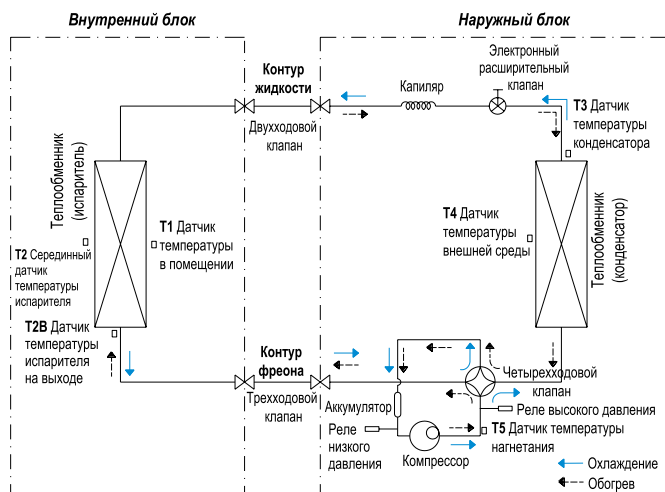 Внутренний блок
Наружный блок
Электронный
расширительный
клапан
Контур
жидкости
Капиляр
Двухходовой
клапан
T3 Датчик
температуры
конденсатора
Теплообменник
(испаритель)
T1 Датчик
температуры
в помещении
T2 Серединный
датчик
температуры
испарителя
T2B Датчик
температуры
испарителя
на выходе
T4 Датчик
температуры
внешней среды
Теплообменник
(конденсатор)
Контур
фреона
Трехходовой
клапан
Четырехходовой
клапан
Аккумулятор
Реле высокого давления
Реле
низкого
давления
Компрессор
T5 Датчик температуры
нагнетания
Охлаждение
Обогрев